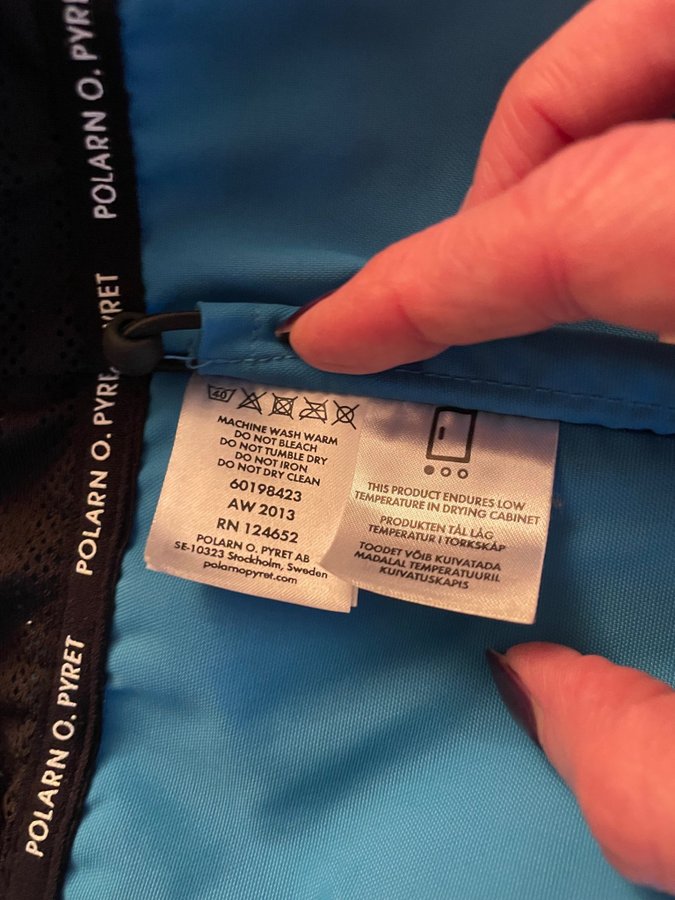 POLARN O. PYRET
POLARN O. PYRET
POLARN O. PYRET
40
MACHINE WASH WARM
DO NOT BLEACH
DO NOT TUMBLE DRY
DO NOT IRON
DO NOT DRY CLEAN
60198423
AW 2013
RN 124652
POLARN O. PYRET AB
SE-10323 Stockholm, Sweden
polarnopyret.com
THIS PRODUCT ENDURES LOW
TEMPERATURE IN DRYING CABINET
PRODUKTEN TÅL LÅG
TEMPERATUR I TORKSKÅP
TOODET VÕIB KUIVATADA
MADALAL TEMPERATUURIL
KUIVATUSKAPIS